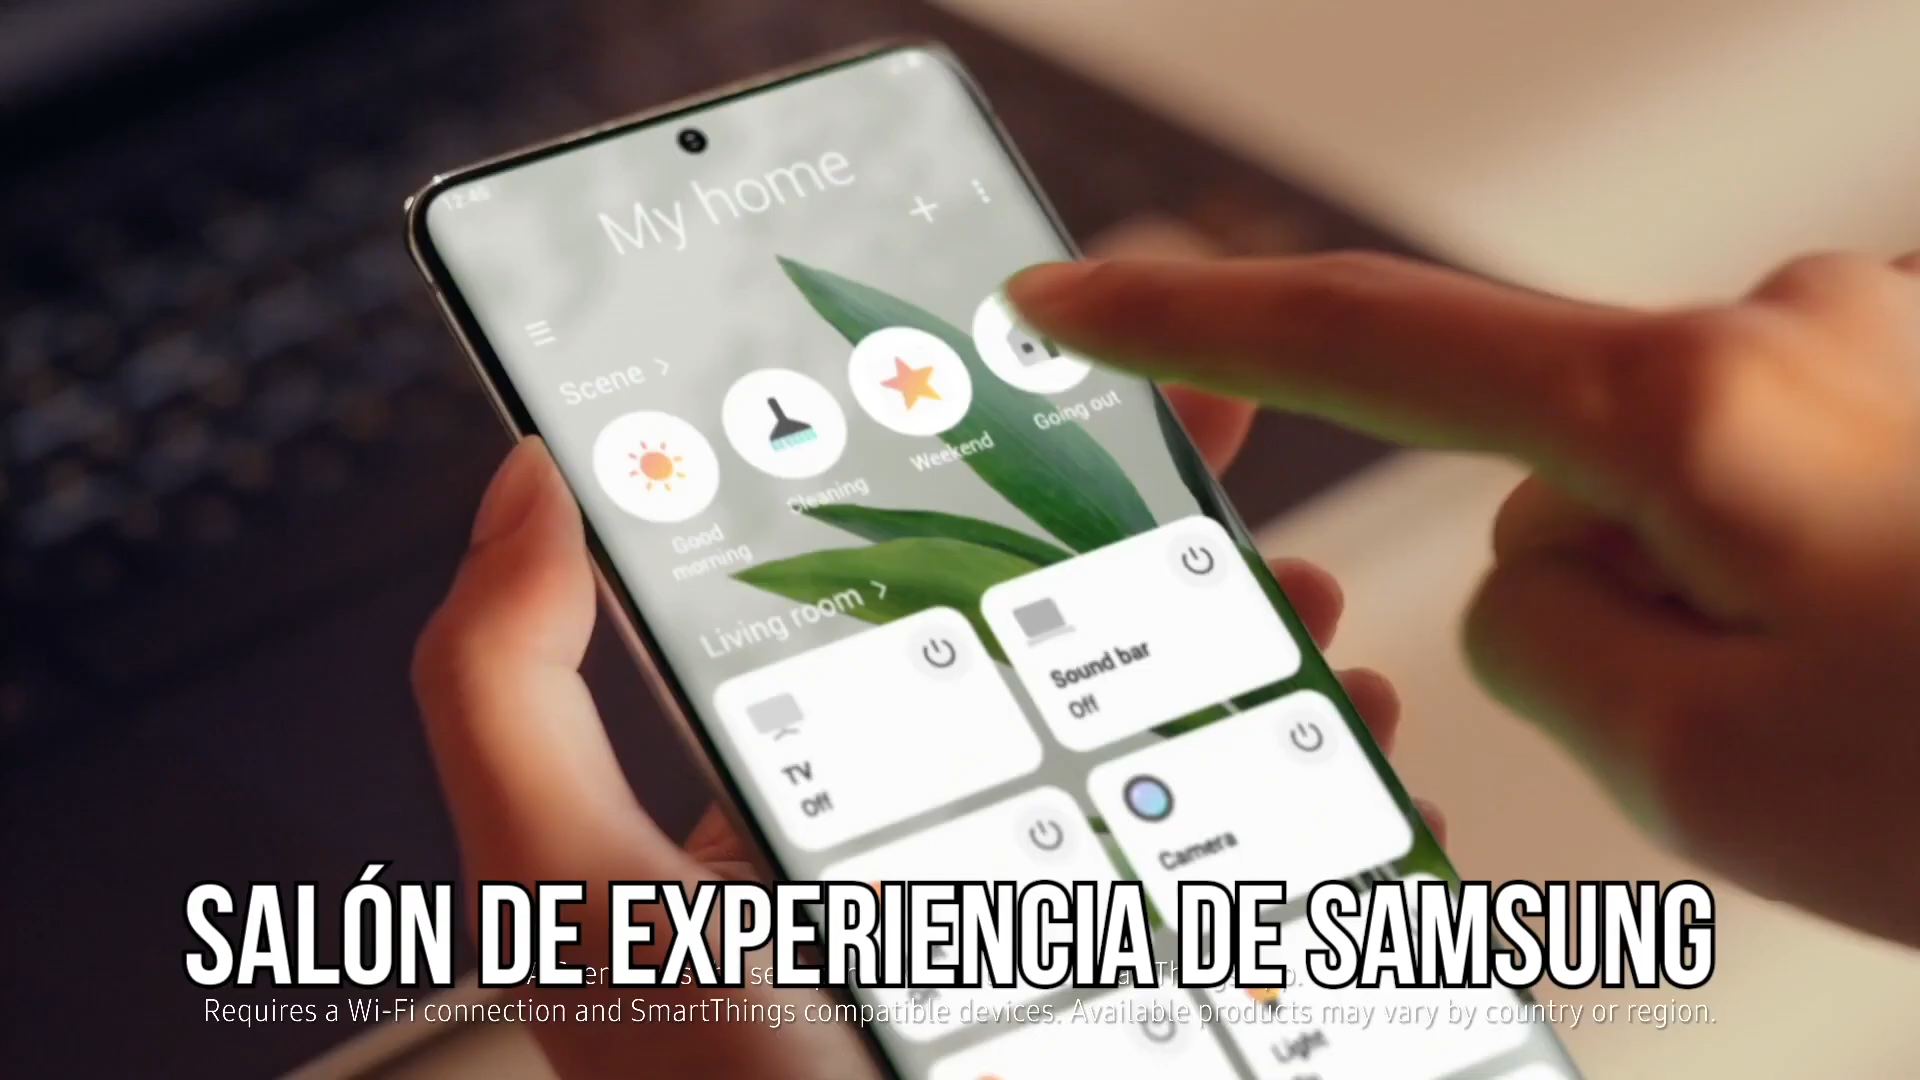 12:45
My home
Scene >
Good morning
Cleaning
Weekend
Going out
Living room >
TV
Off
Sound bar
Off
Camera
SALÓN DE EXPERIENCIA DE SAMSUNG
Requires a Wi-Fi connection and SmartThings compatible devices. Available products may vary by country or region.
Light